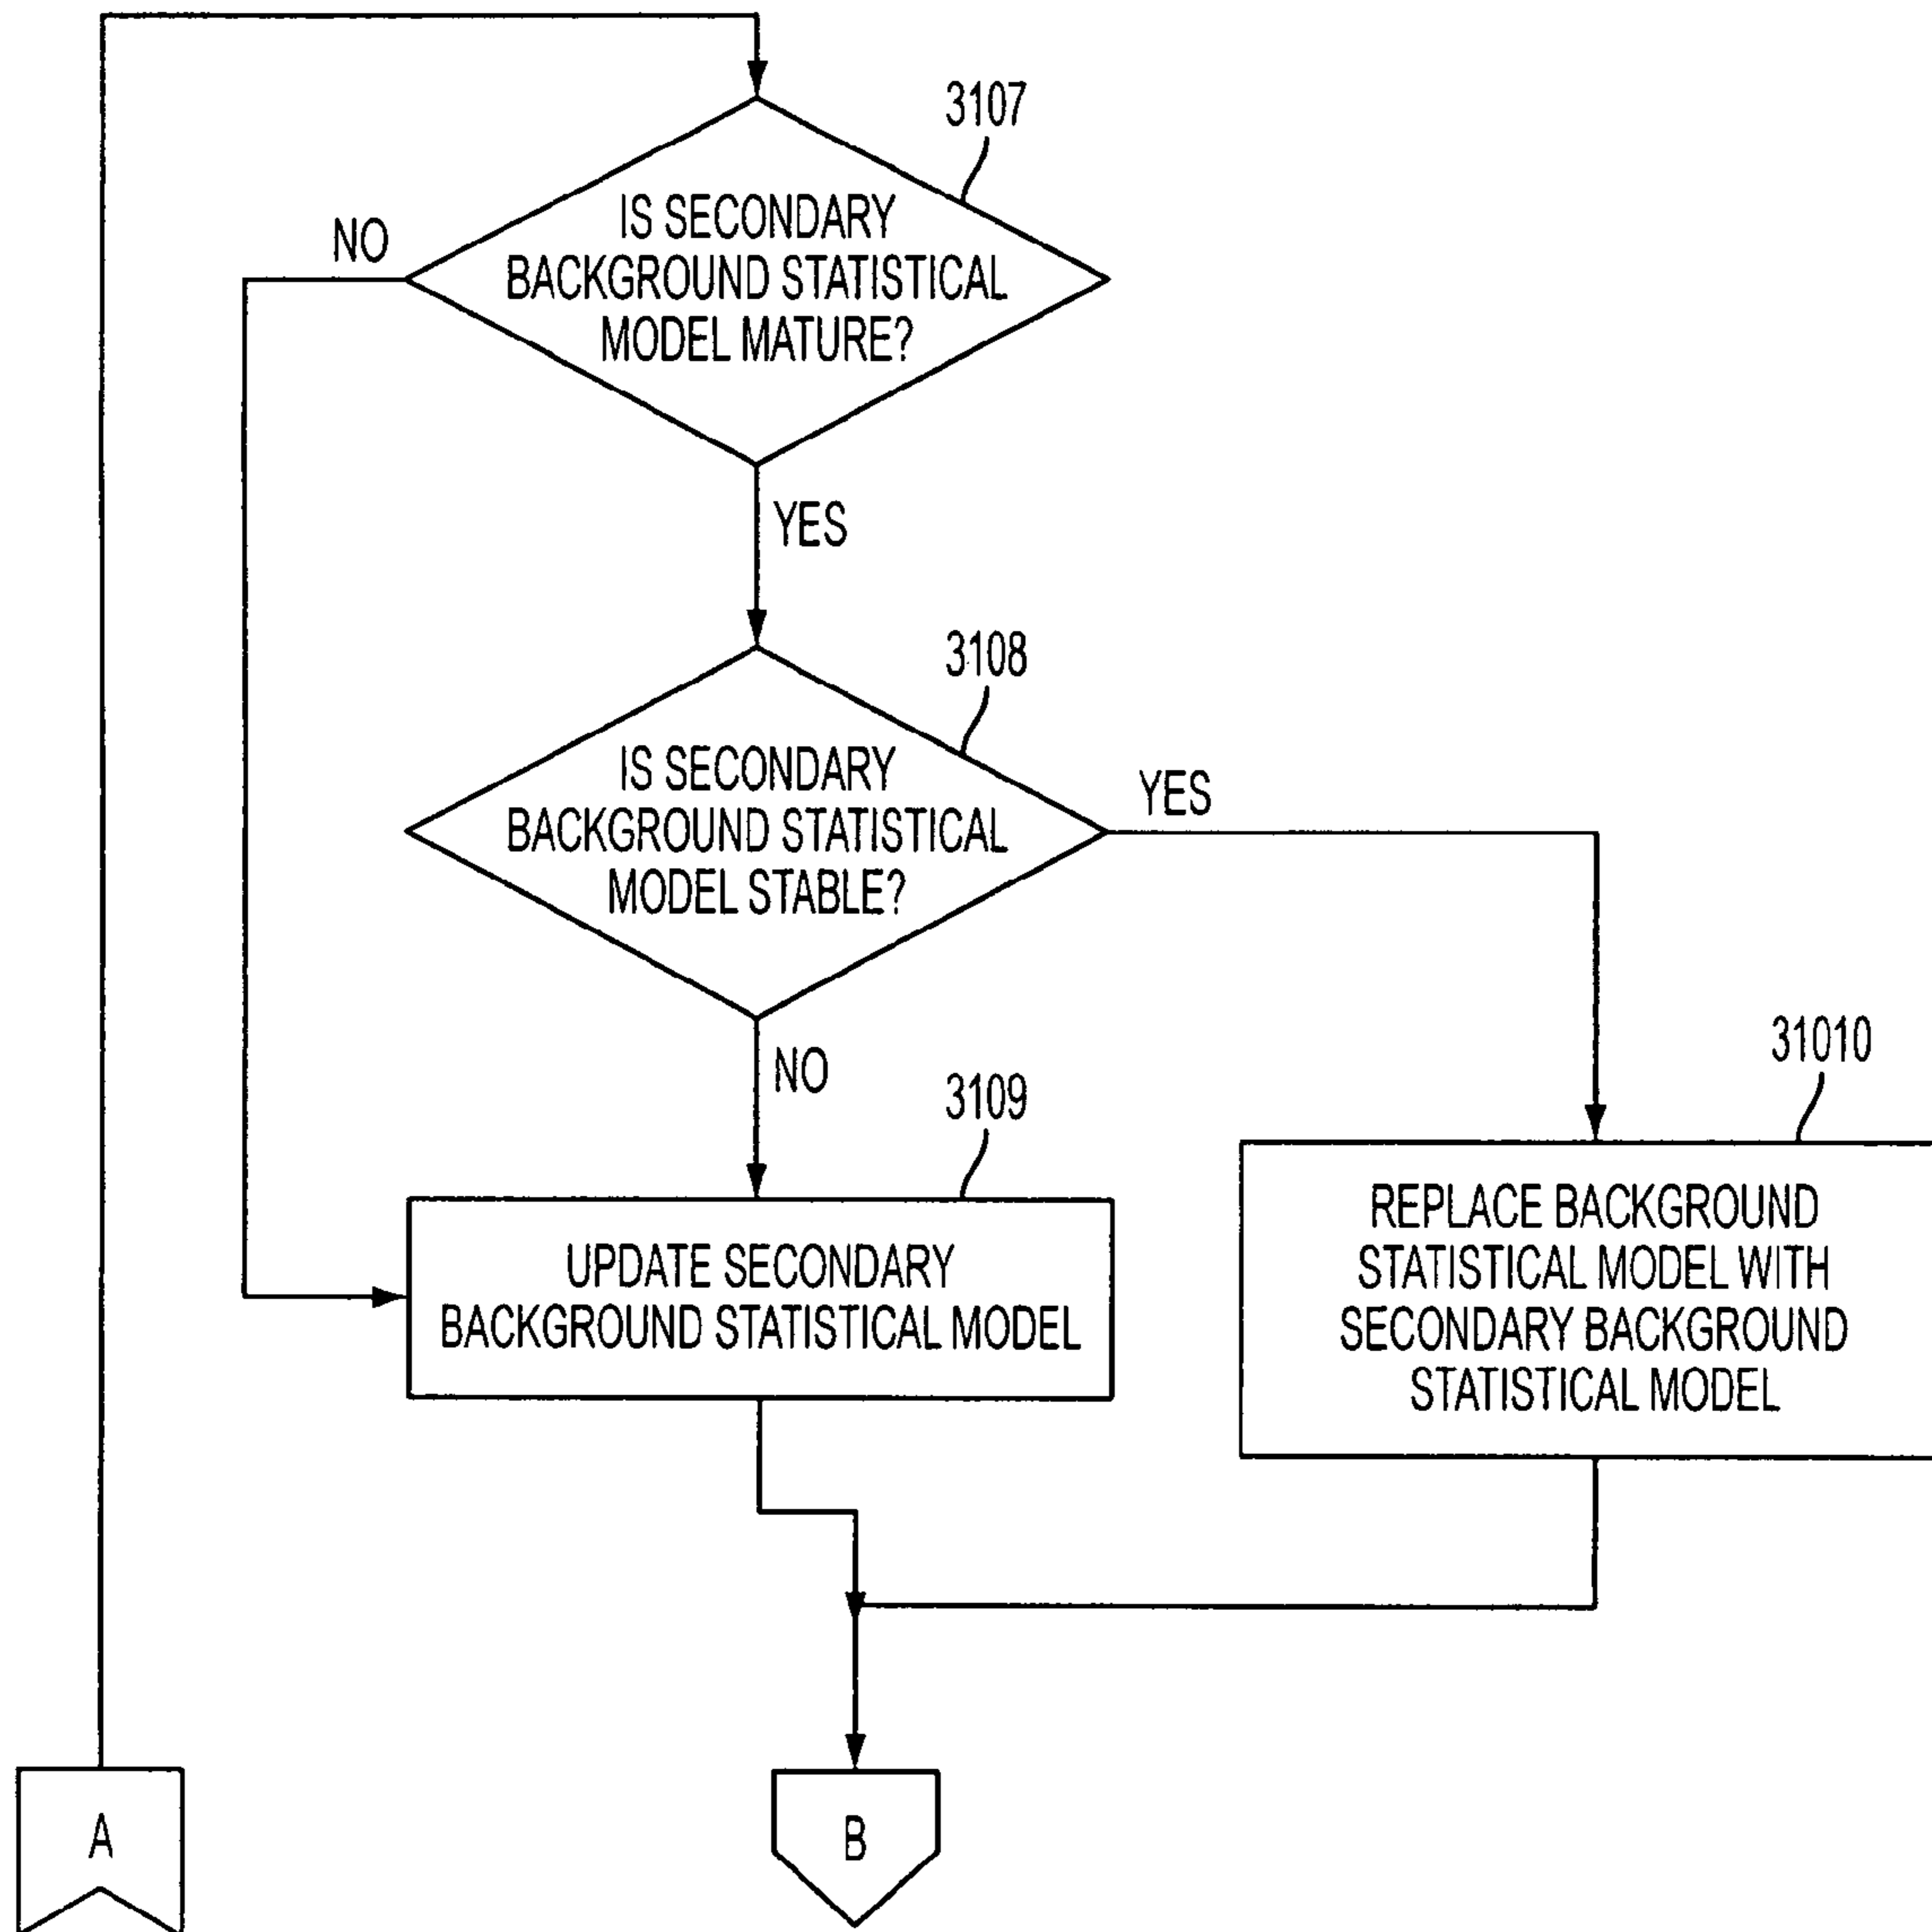 3107
IS SECONDARY
BACKGROUND STATISTICAL
MODEL MATURE?
NO
YES
3108
IS SECONDARY
BACKGROUND STATISTICAL
MODEL STABLE?
YES
NO
3109
UPDATE SECONDARY
BACKGROUND STATISTICAL MODEL
31010
REPLACE BACKGROUND
STATISTICAL MODEL WITH
SECONDARY BACKGROUND
STATISTICAL MODEL
A
B